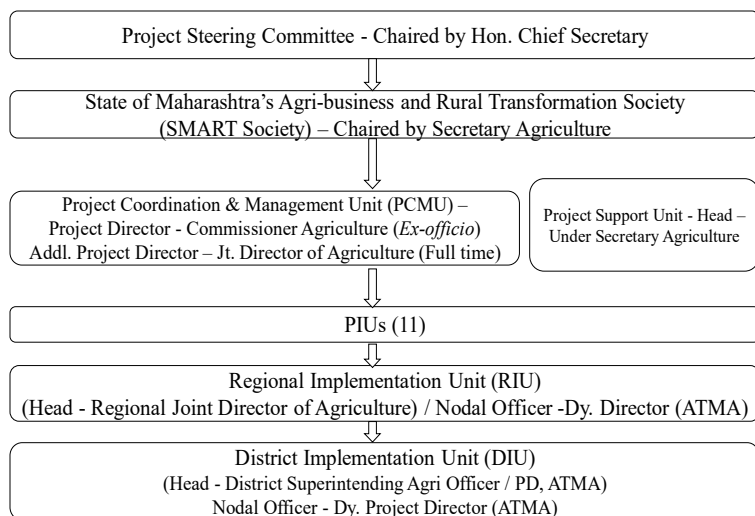 Project Steering Committee - Chaired by Hon. Chief Secretary
State of Maharashtra's Agri-business and Rural Transformation Society
(SMART Society) – Chaired by Secretary Agriculture
Project Coordination & Management Unit (PCMU) –
Project Director - Commissioner Agriculture (Ex-officio)
Addl. Project Director – Jt. Director of Agriculture (Full time)
Project Support Unit - Head –
Under Secretary Agriculture
PIUs (11)
Regional Implementation Unit (RIU)
(Head - Regional Joint Director of Agriculture) / Nodal Officer -Dy. Director (ATMA)
District Implementation Unit (DIU)
(Head - District Superintending Agri Officer / PD, ATMA)
Nodal Officer - Dy. Project Director (ATMA)